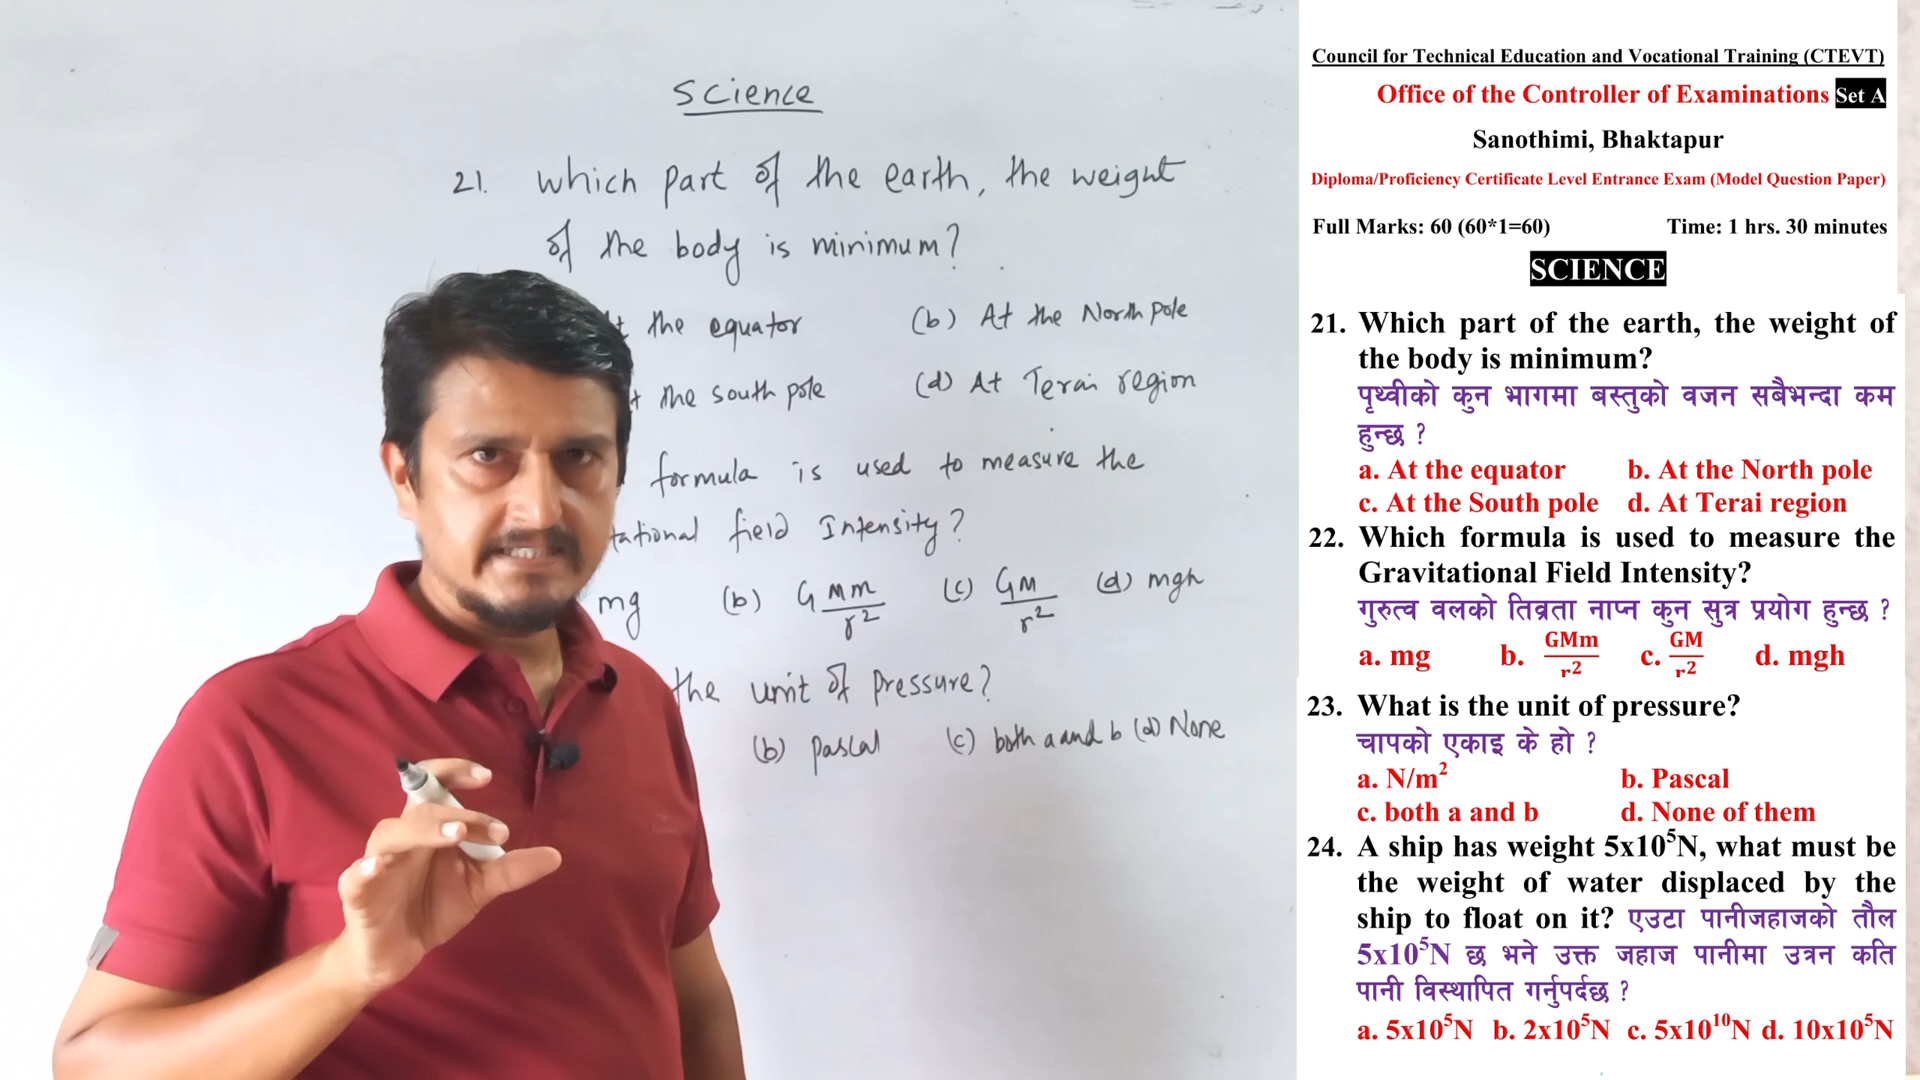 Science
21. Which part of the earth, the weight
of the body is minimum?
the equator (b) At the North pole
the south pole (d) At Terai region
formula is used to measure the
tational field Intensity?
mg (b) GMm/r² (c) GM/r² (d) mgh
the unit of pressure?
(b) pascal (c) both a and b (d) None
Council for Technical Education and Vocational Training (CTEVT)
Office of the Controller of Examinations Set A
Sanothimi, Bhaktapur
Diploma/Proficiency Certificate Level Entrance Exam (Model Question Paper)
Full Marks: 60 (60*1=60) Time: 1 hrs. 30 minutes
SCIENCE
21. Which part of the earth, the weight of
the body is minimum?
पृथ्वीको कुन भागमा बस्तुको वजन सबैभन्दा कम
हुन्छ ?
a. At the equator b. At the North pole
c. At the South pole d. At Terai region
22. Which formula is used to measure the
Gravitational Field Intensity?
गुरुत्व वलको तिब्रता नाप्न कुन सुत्र प्रयोग हुन्छ ?
a. mg b. GMm/r² c. GM/r² d. mgh
23. What is the unit of pressure?
चापको एकाइ के हो ?
a. N/m² b. Pascal
c. both a and b d. None of them
24. A ship has weight 5x10⁵N, what must be
the weight of water displaced by the
ship to float on it? एउटा पानीजहाजको तौल
5x10⁵N छ भने उक्त जहाज पानीमा उत्रन कति
पानी विस्थापित गर्नुपर्दछ ?
a. 5x10⁵N b. 2x10⁵N c. 5x10¹⁰N d. 10x10⁵N